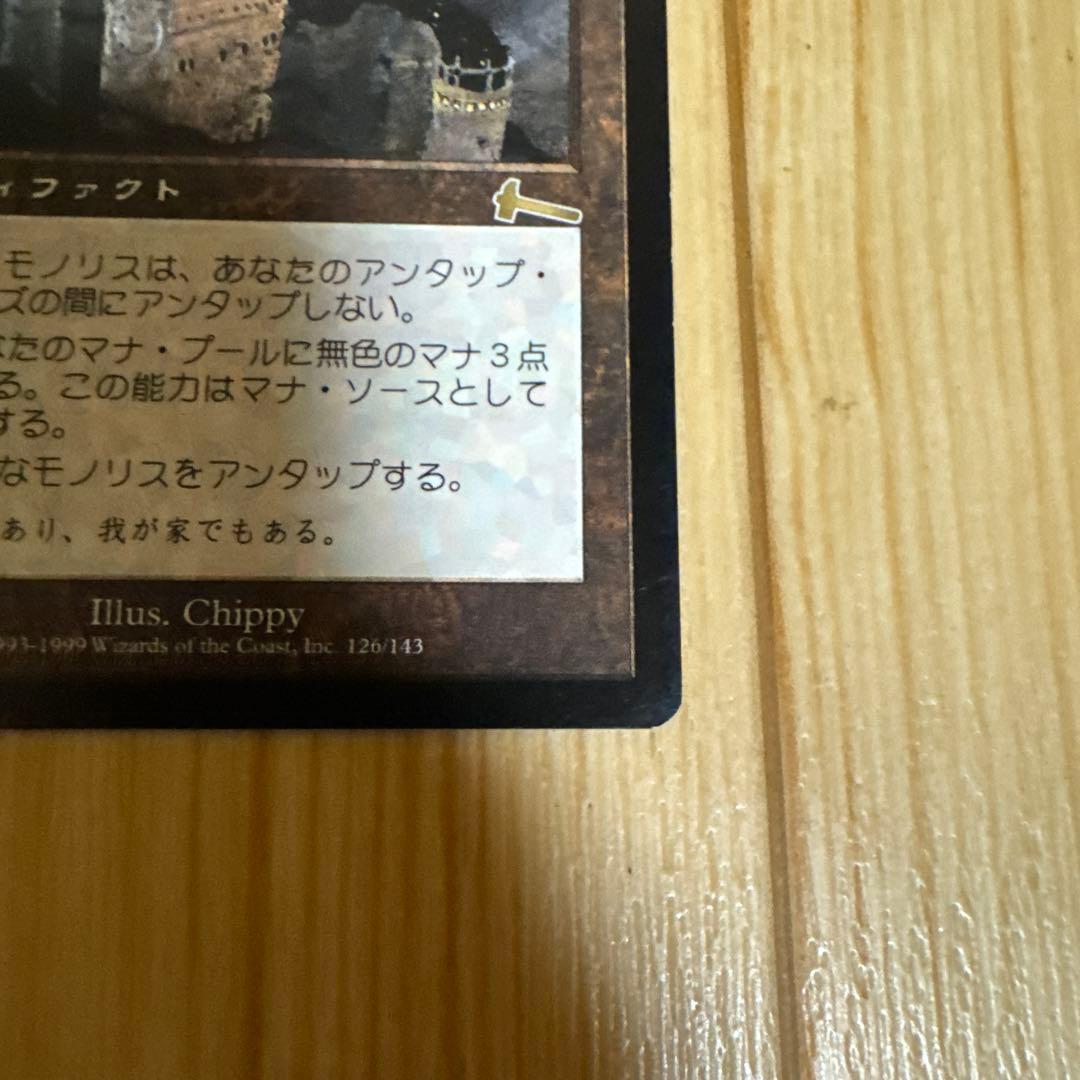 ィファクト
モノリスは、あなたのアンタップ・
ズの間にアンタップしない。
たのマナ・プールに無色のマナ３点
る。この能力はマナ・ソースとして
する。
なモノリスをアンタップする。
あり、我が家でもある。
Illus. Chippy
993-1999 Wizards of the Coast, Inc. 126/143